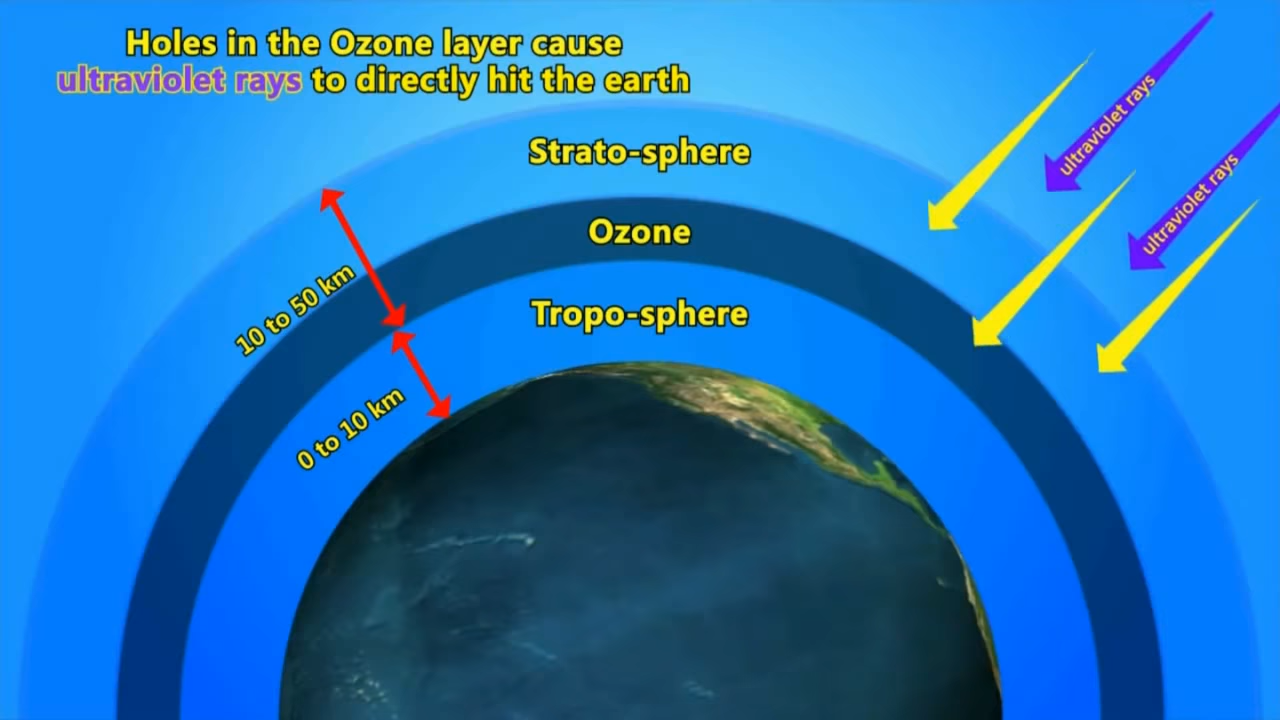 Holes in the Ozone layer cause
ultraviolet rays to directly hit the earth
Strato-sphere
ultraviolet rays
ultraviolet rays
Ozone
10 to 50 km
Tropo-sphere
0 to 10 km